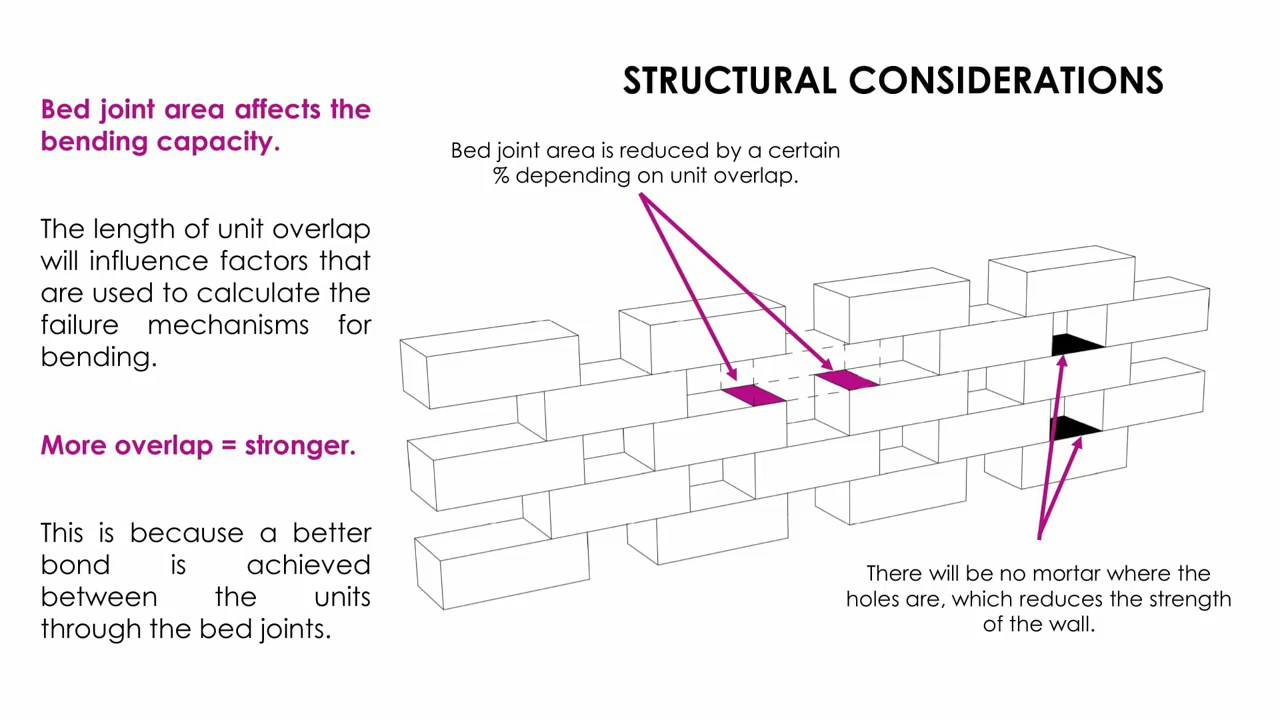 STRUCTURAL CONSIDERATIONS
Bed joint area affects the
bending capacity.
The length of unit overlap
will influence factors that
are used to calculate the
failure mechanisms for
bending.
More overlap = stronger.
This is because a better
bond is achieved
between the units
through the bed joints.
Bed joint area is reduced by a certain
% depending on unit overlap.
There will be no mortar where the
holes are, which reduces the strength
of the wall.